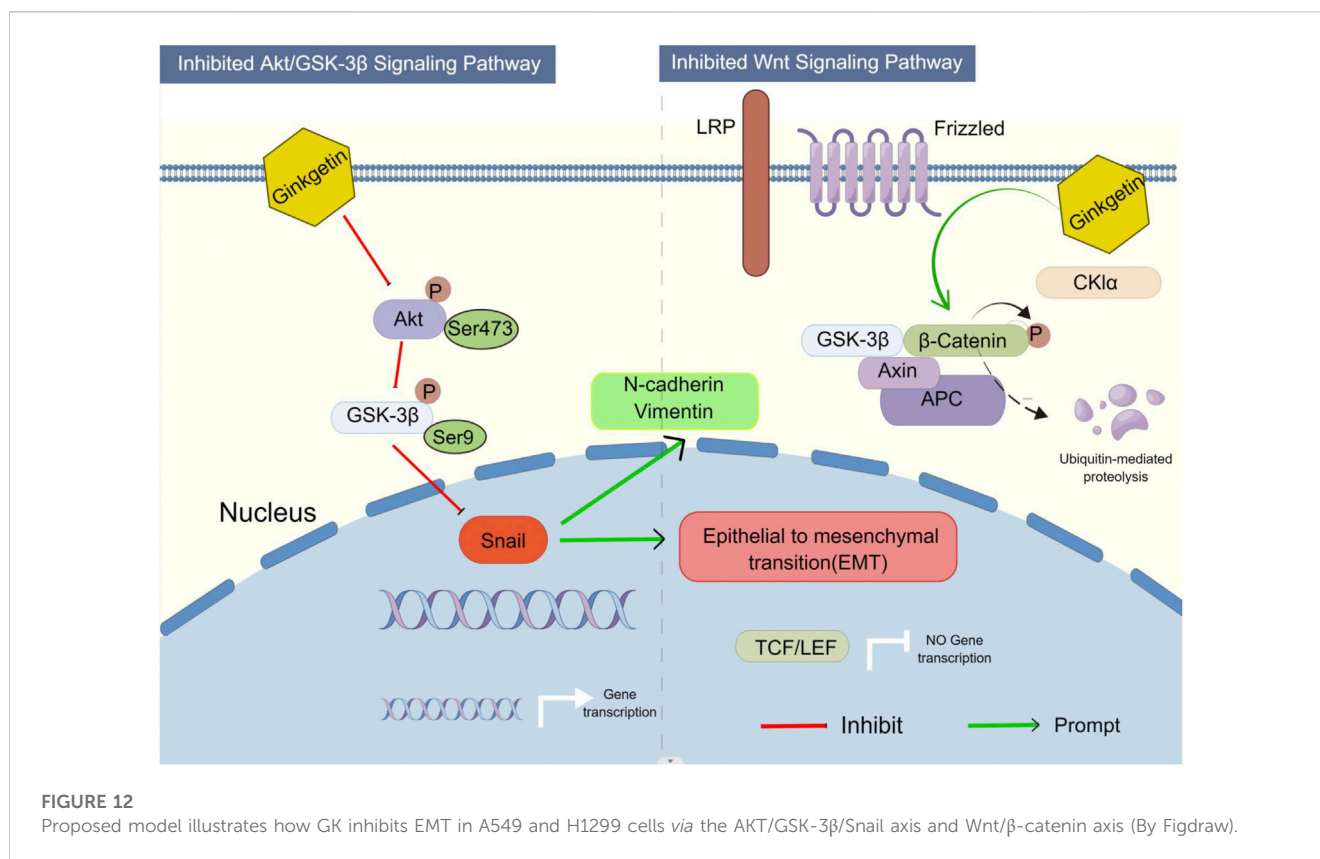 Inhibited Akt/GSK-3β Signaling Pathway
Inhibited Wnt Signaling Pathway
LRP
Frizzled
Ginkgetin
Ginkgetin
CKIα
P
Akt
Ser473
GSK-3β
β-Catenin
P
Axin
APC
P
GSK-3β
Ser9
N-cadherin
Vimentin
Ubiquitin-mediated
proteolysis
Nucleus
Snail
Epithelial to mesenchymal
transition(EMT)
TCF/LEF
NO Gene
transcription
Gene
transcription
Inhibit
Prompt
FIGURE 12
Proposed model illustrates how GK inhibits EMT in A549 and H1299 cells via the AKT/GSK-3β/Snail axis and Wnt/β-catenin axis (By Figdraw).